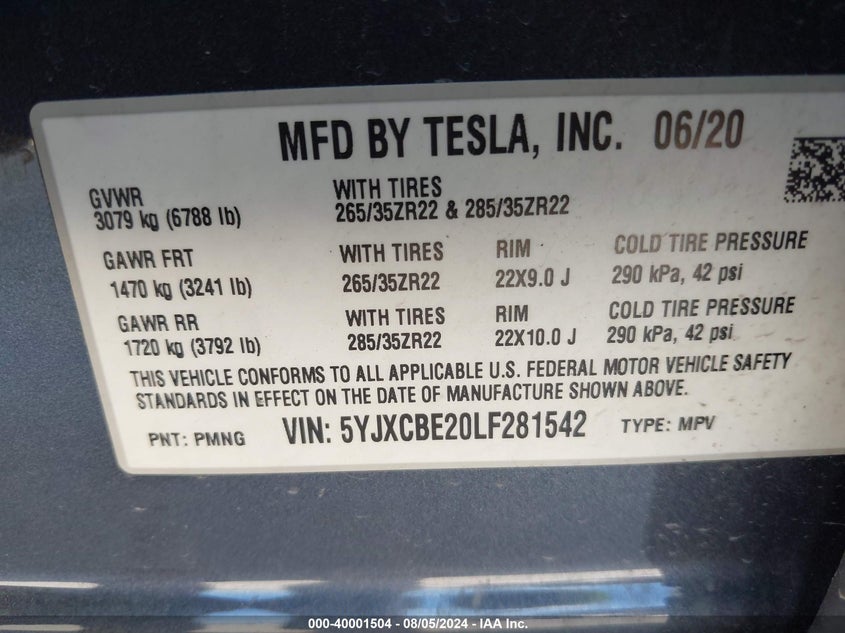 MFD BY TESLA, INC. 06/20
GVWR WITH TIRES
3079 kg (6788 lb) 265/35ZR22 & 285/35ZR22
GAWR FRT WITH TIRES RIM COLD TIRE PRESSURE
1470 kg (3241 lb) 265/35ZR22 22X9.0 J 290 kPa, 42 psi
GAWR RR WITH TIRES RIM COLD TIRE PRESSURE
1720 kg (3792 lb) 285/35ZR22 22X10.0 J 290 kPa, 42 psi
THIS VEHICLE CONFORMS TO ALL APPLICABLE U.S. FEDERAL MOTOR VEHICLE SAFETY
STANDARDS IN EFFECT ON THE DATE OF MANUFACTURE SHOWN ABOVE.
PNT: PMNG VIN: 5YJXCBE20LF281542 TYPE: MPV
000-40001504 - 08/05/2024 - IAA Inc.